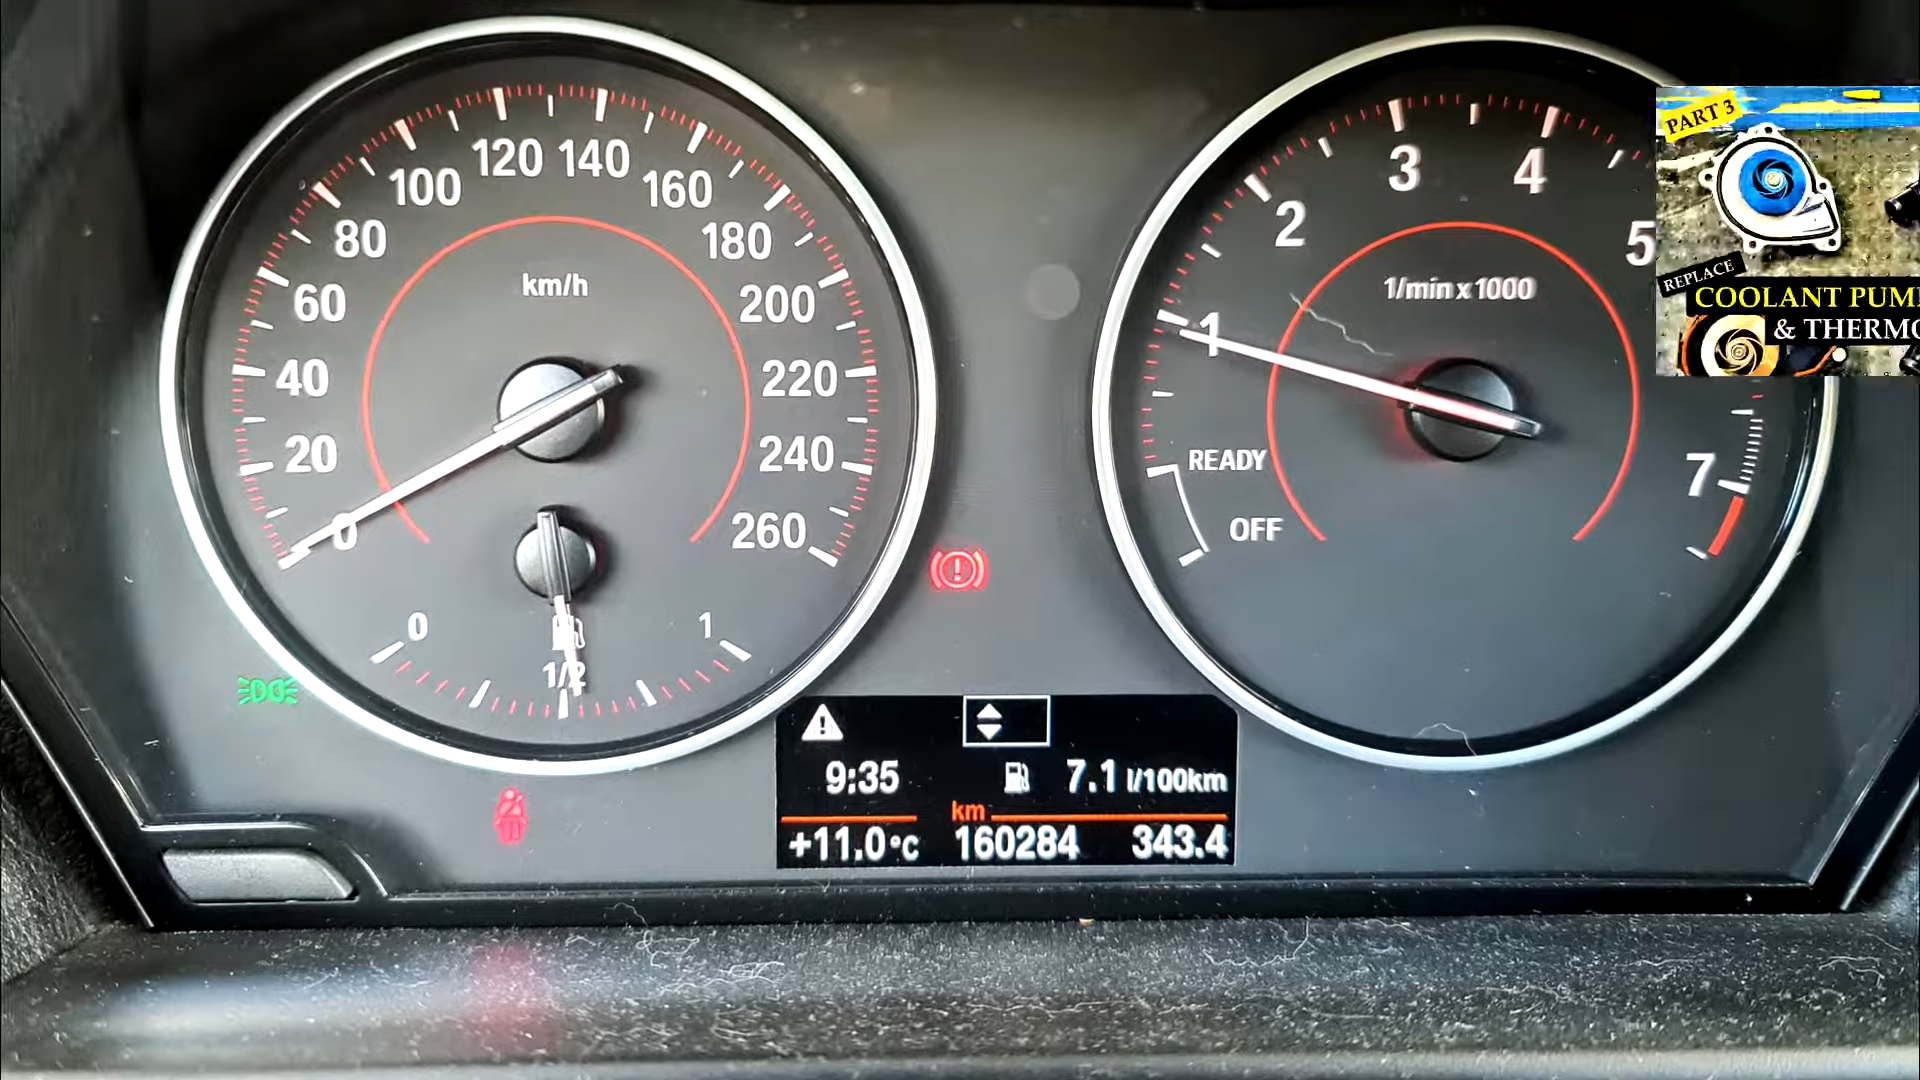 0
20
40
60
80
100
120
140
160
180
200
220
240
260
km/h
0
1/2
1
OFF
READY
1
2
3
4
5
7
1/min x 1000
9:35
7.1 l/100km
km
+11.0°C 160284 343.4
PART 3
REPLACE
COOLANT
&